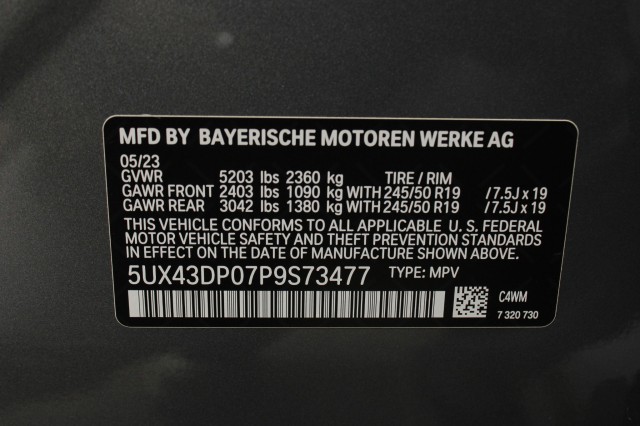 MFD BY BAYERISCHE MOTOREN WERKE AG
05/23
GVWR 5203 lbs 2360 kg TIRE / RIM
GAWR FRONT 2403 lbs 1090 kg WITH 245/50 R19 /7.5J x 19
GAWR REAR 3042 lbs 1380 kg WITH 245/50 R19 /7.5J x 19
THIS VEHICLE CONFORMS TO ALL APPLICABLE U. S. FEDERAL
MOTOR VEHICLE SAFETY AND THEFT PREVENTION STANDARDS
IN EFFECT ON THE DATE OF MANUFACTURE SHOWN ABOVE.
5UX43DP07P9S73477 TYPE: MPV
C4WM
7 320 730